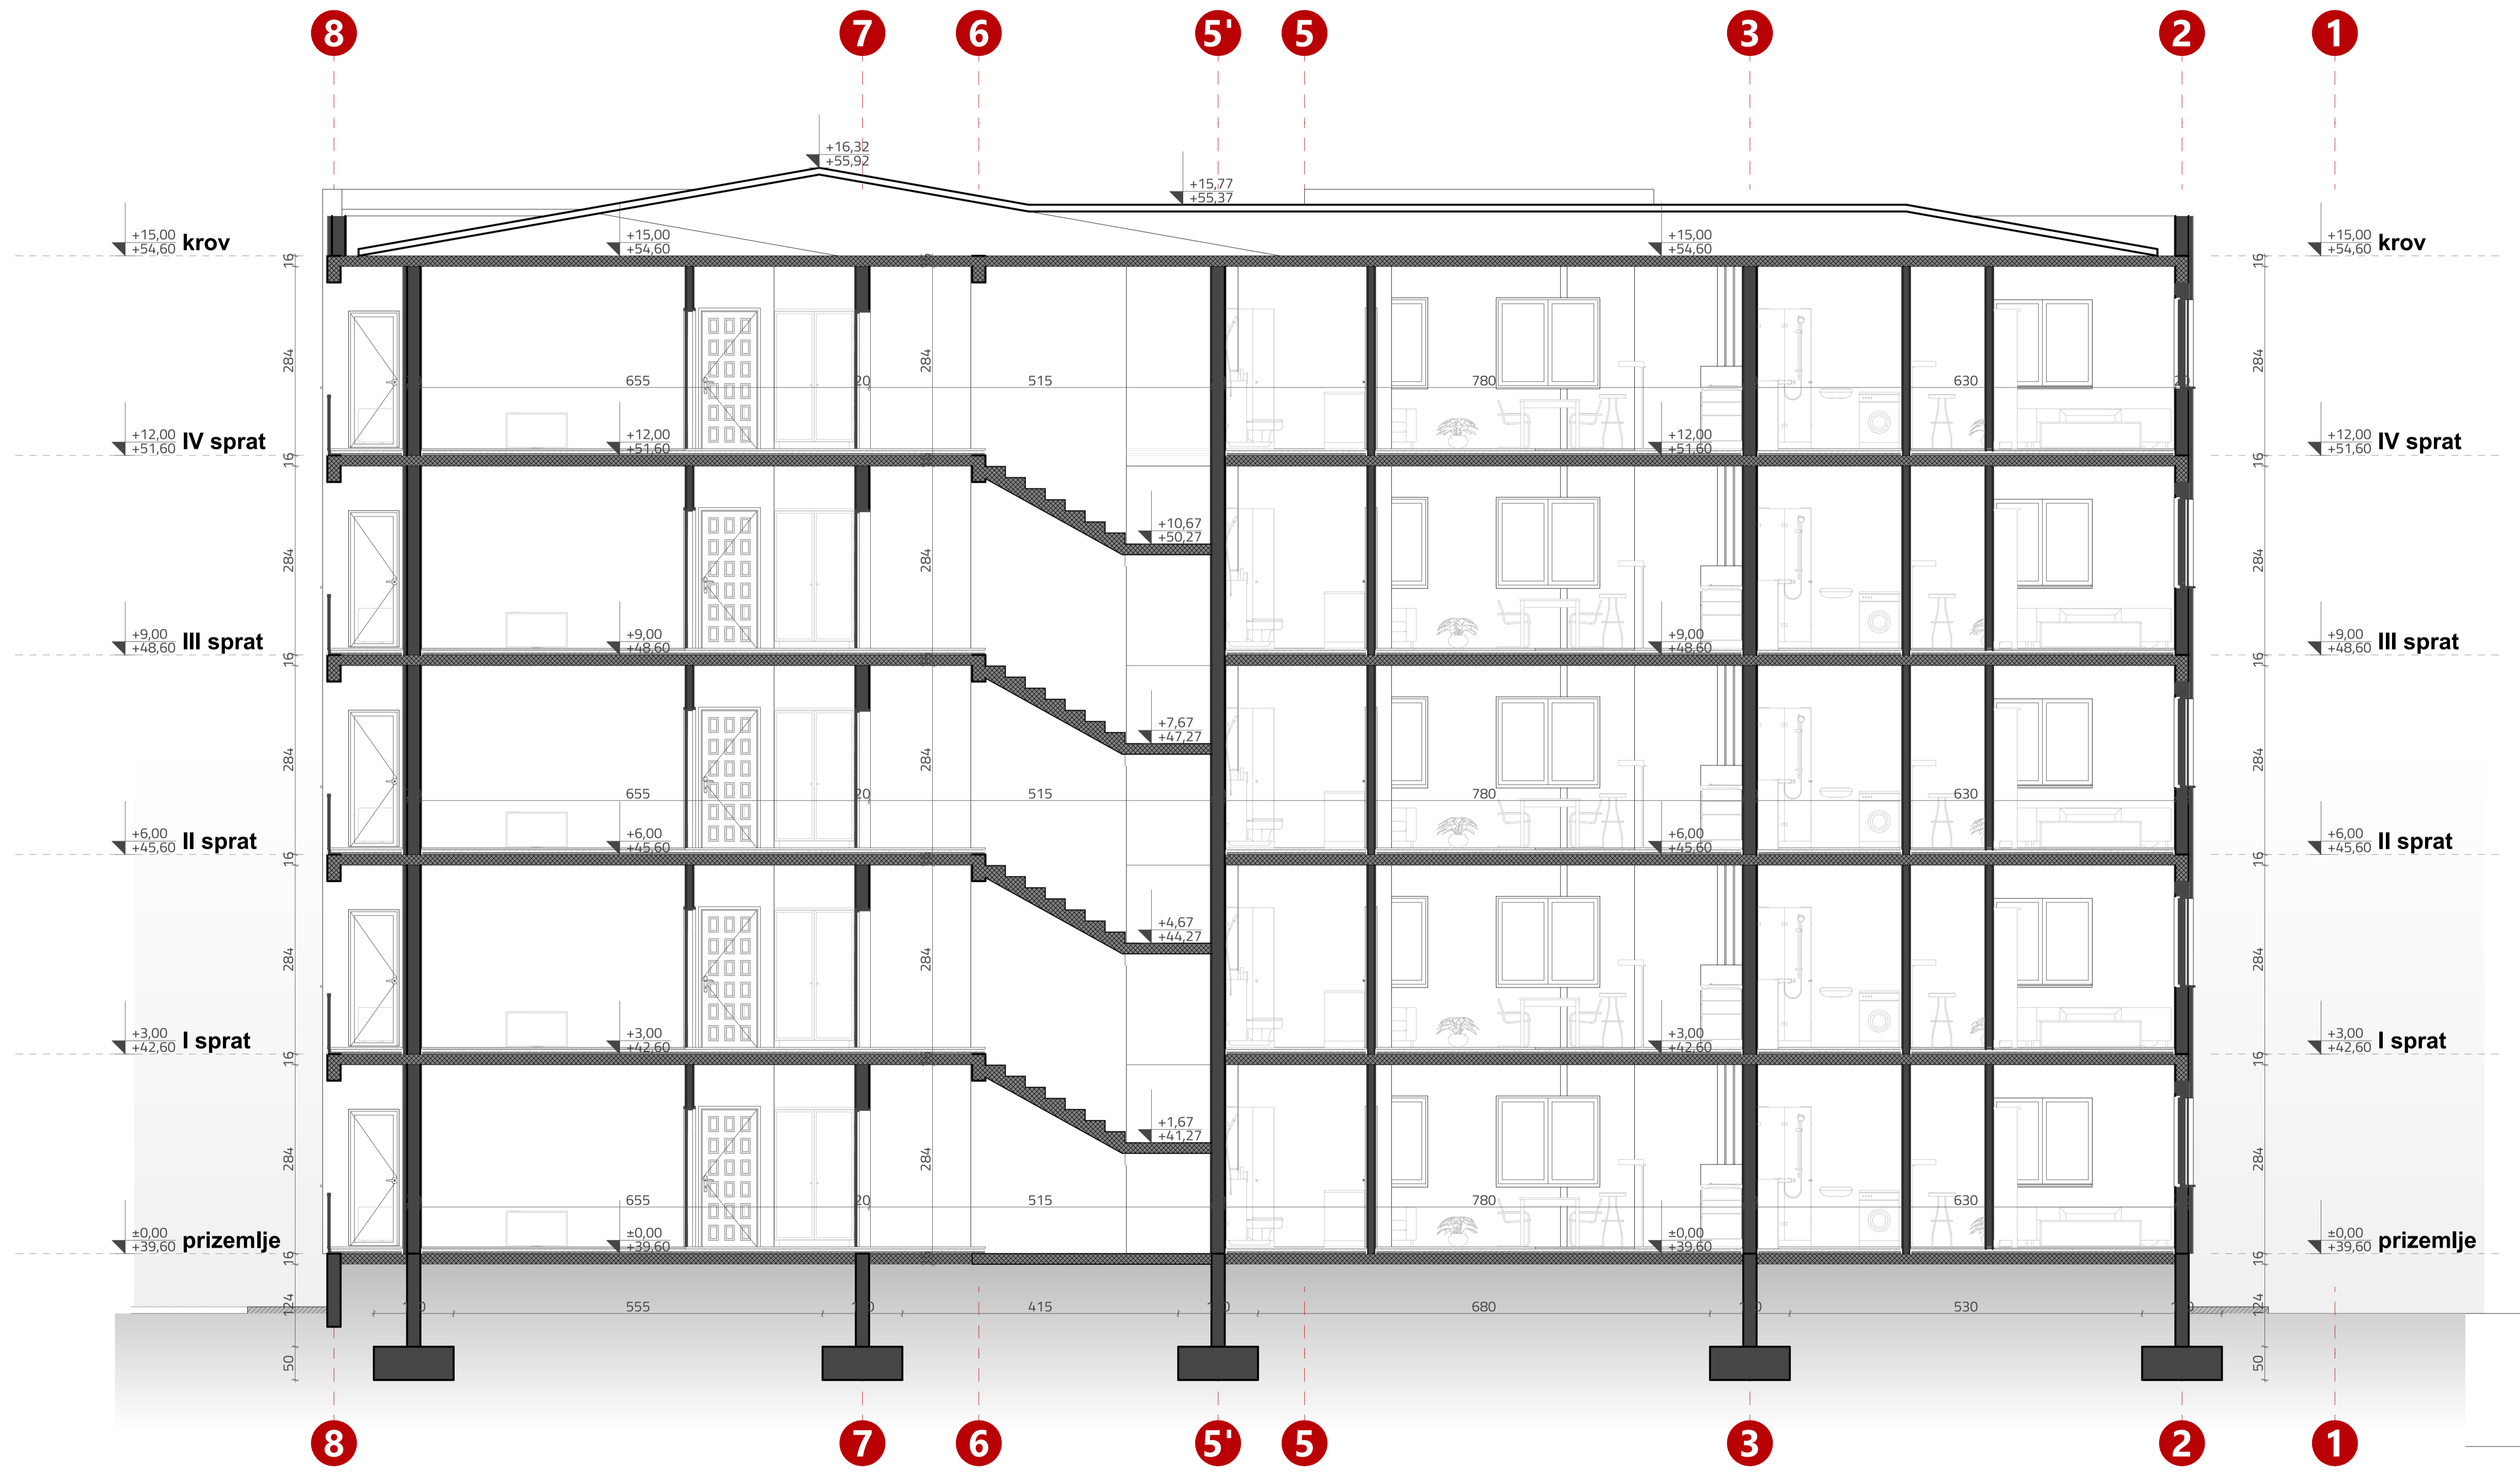 8 7 6 5' 5 3 2 1
+16,32
+55,92
+15,77
+55,37
+15,00 krov +15,00 +15,00 +15,00 krov
+54,60 +54,60 +54,60 +54,60
16 16
284 284 284
655 20 515 780 630
+12,00 IV sprat +12,00 +12,00 +12,00 IV sprat
+51,60 +51,60 +51,60 +51,60
16 16
+10,67
+50,27
284 284 284
+9,00 III sprat +9,00 +9,00 +9,00 III sprat
+48,60 +48,60 +48,60 +48,60
16 16
+7,67
+47,27
284 284 284
655 20 515 780 630
+6,00 II sprat +6,00 +6,00 +6,00 II sprat
+45,60 +45,60 +45,60 +45,60
16 16
+4,67
+44,27
284 284 284
+3,00 I sprat +3,00 +3,00 +3,00 I sprat
+42,60 +42,60 +42,60 +42,60
16 16
+1,67
+41,27
284 284 284
655 20 515 780 630
±0,00 prizemlje ±0,00 ±0,00 ±0,00 prizemlje
+39,60 +39,60 +39,60 +39,60
16 16
124 555 415 680 530 124
50 50
8 7 6 5' 5 3 2 1